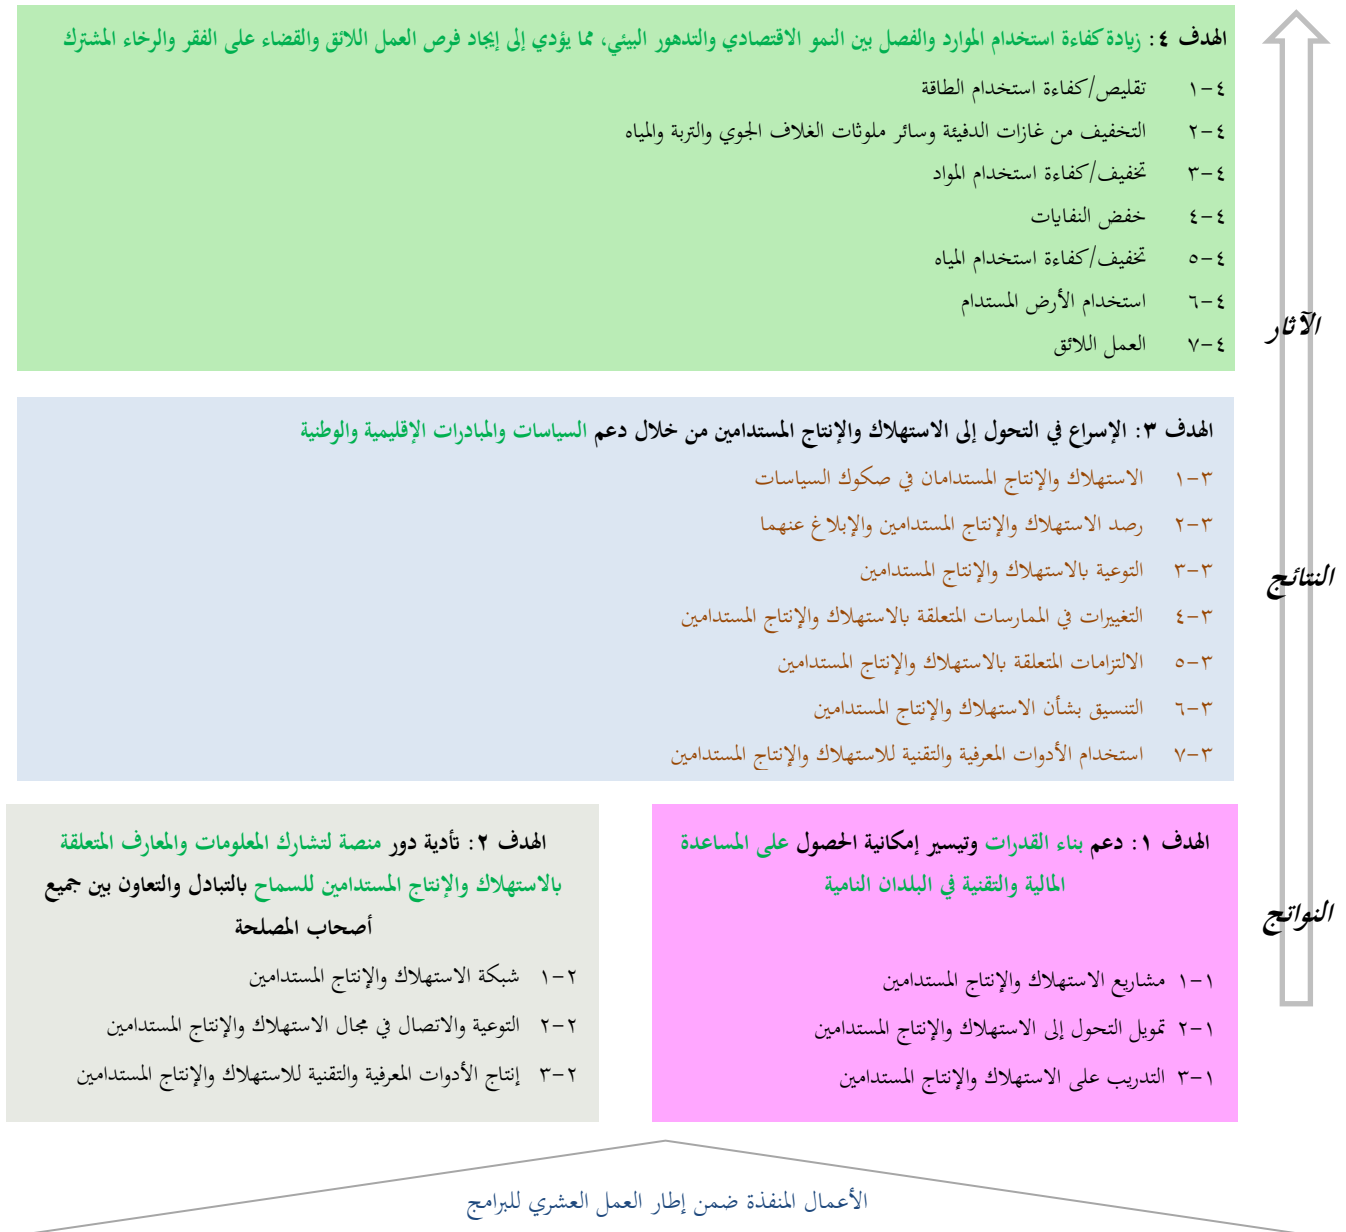 الهدف ٤: زيادة كفاءة استخدام الموارد والفصل بين النمو الاقتصادي والتدهور البيئي، مما يؤدي إلى إيجاد فرص العمل اللائق والقضاء على الفقر والرخاء المشترك
٤-١ تقليص/كفاءة استخدام الطاقة
٤-٢ التخفيف من غازات الدفيئة وسائر ملوثات الغلاف الجوي والتربة والمياه
٤-٣ تخفيف/كفاءة استخدام المواد
٤-٤ خفض النفايات
٤-٥ تخفيف/كفاءة استخدام المياه
٤-٦ استخدام الأرض المستدام
٤-٧ العمل اللائق
الآثار
الهدف ٣: الإسراع في التحول إلى الاستهلاك والإنتاج المستدامين من خلال دعم السياسات والمبادرات الإقليمية والوطنية
٣-١ الاستهلاك والإنتاج المستدامان في صكوك السياسات
٣-٢ رصد الاستهلاك والإنتاج المستدامين والإبلاغ عنهما
٣-٣ التوعية بالاستهلاك والإنتاج المستدامين
٣-٤ التغييرات في الممارسات المتعلقة بالاستهلاك والإنتاج المستدامين
٣-٥ الالتزامات المتعلقة بالاستهلاك والإنتاج المستدامين
٣-٦ التنسيق بشأن الاستهلاك والإنتاج المستدامين
٣-٧ استخدام الأدوات المعرفية والتقنية للاستهلاك والإنتاج المستدامين
النتائج
الهدف ١: دعم بناء القدرات وتيسير إمكانية الحصول على المساعدة
المالية والتقنية في البلدان النامية
١-١ مشاريع الاستهلاك والإنتاج المستدامين
١-٢ تمويل التحول إلى الاستهلاك والإنتاج المستدامين
١-٣ التدريب على الاستهلاك والإنتاج المستدامين
الهدف ٢: تأدية دور منصة لتشارك المعلومات والمعارف المتعلقة
بالاستهلاك والإنتاج المستدامين للسماح بالتبادل والتعاون بين جميع
أصحاب المصلحة
٢-١ شبكة الاستهلاك والإنتاج المستدامين
٢-٢ التوعية والاتصال في مجال الاستهلاك والإنتاج المستدامين
٢-٣ إنتاج الأدوات المعرفية والتقنية للاستهلاك والإنتاج المستدامين
النواتج
الأعمال المنفذة ضمن إطار العمل العشري للبرامج